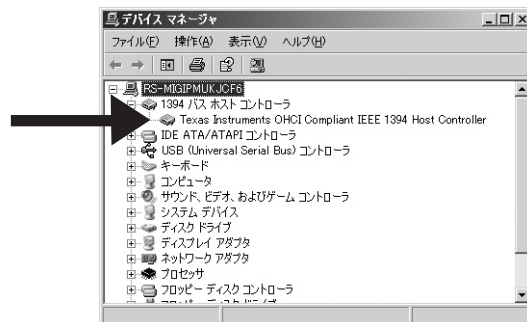 デバイス マネージャ
ファイル(F) 操作(A) 表示(V) ヘルプ(H)
RS-MIGIPMUKJCF6
1394 バス ホスト コントローラ
Texas Instruments OHCI Compliant IEEE 1394 Host Controller
IDE ATA/ATAPI コントローラ
USB (Universal Serial Bus) コントローラ
キーボード
コンピュータ
サウンド、ビデオ、およびゲーム コントローラ
システム デバイス
ディスク ドライブ
ディスプレイ アダプタ
ネットワーク アダプタ
プロセッサ
フロッピー ディスク コントローラ